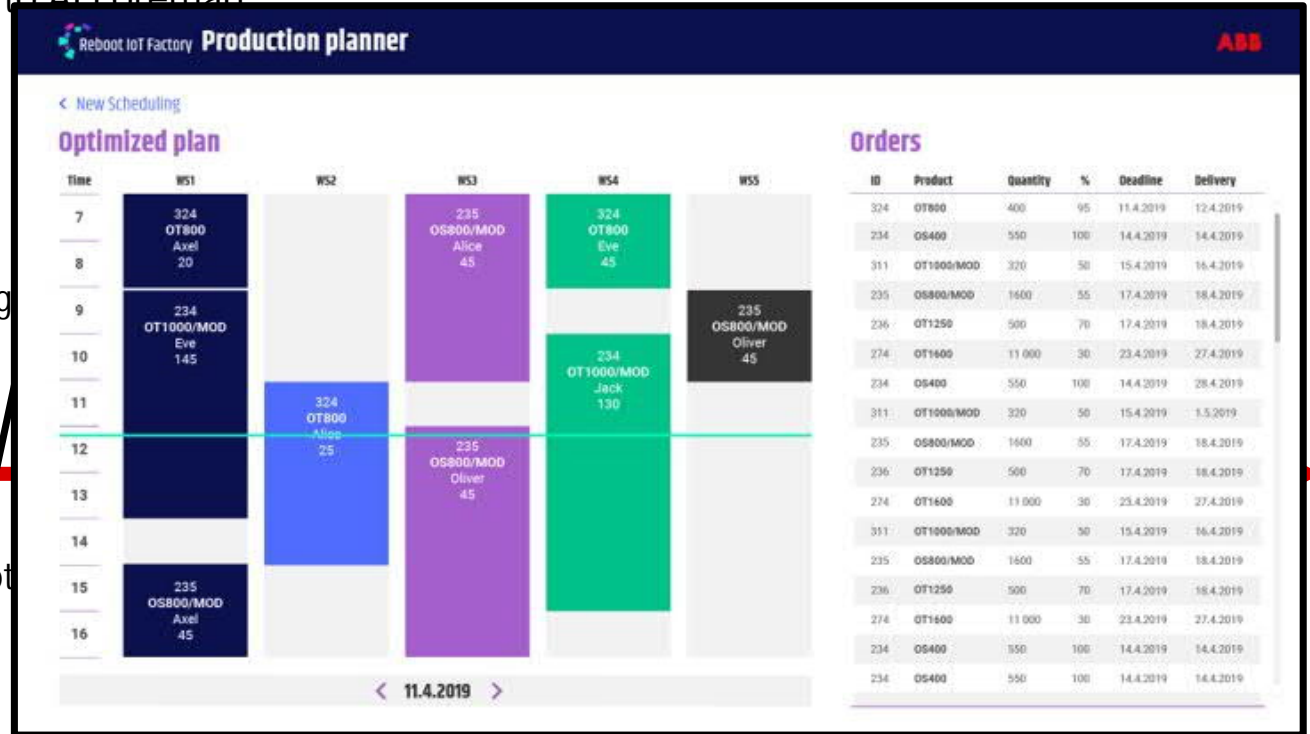 Reboot IoT Factory Production planner
ABB
< New Scheduling
Optimized plan
Time WS1 WS2 WS3 WS4 WS5
7
8
9
10
11
12
13
14
15
16
324
OT800
Axel
20
234
OT1000/MOD
Eve
145
235
OS800/MOD
Axel
45
324
OT800
Alice
25
235
OS800/MOD
Alice
45
235
OS800/MOD
Oliver
45
324
OT800
Eve
45
234
OT1000/MOD
Jack
130
235
OS800/MOD
Oliver
45
< 11.4.2019 >
Orders
ID Product Quantity % Deadline Delivery
324 OT800 400 95 11.4.2019 12.4.2019
234 OS400 550 100 14.4.2019 14.4.2019
311 OT1000/MOD 320 50 15.4.2019 16.4.2019
235 OS800/MOD 1600 55 17.4.2019 18.4.2019
236 OT1250 500 70 17.4.2019 18.4.2019
274 OT1600 11 000 30 23.4.2019 27.4.2019
234 OS400 550 100 14.4.2019 28.4.2019
311 OT1000/MOD 320 50 15.4.2019 1.5.2019
235 OS800/MOD 1600 55 17.4.2019 18.4.2019
236 OT1250 500 70 17.4.2019 18.4.2019
274 OT1600 11 000 30 23.4.2019 27.4.2019
311 OT1000/MOD 320 50 15.4.2019 16.4.2019
235 OS800/MOD 1600 55 17.4.2019 18.4.2019
236 OT1250 500 70 17.4.2019 18.4.2019
274 OT1600 11 000 30 23.4.2019 27.4.2019
234 OS400 550 100 14.4.2019 14.4.2019
234 OS400 550 100 14.4.2019 14.4.2019